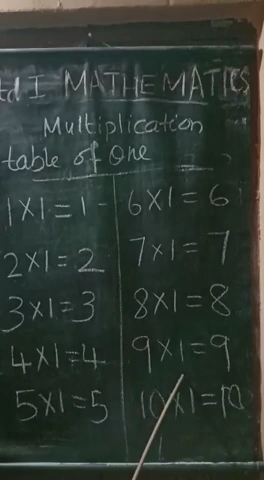 td I MATHEMATICS
Multiplication
table of One
1X1=1
2X1=2
3X1=3
4X1=4
5X1=5
6X1=6
7X1=7
8X1=8
9X1=9
10X1=10